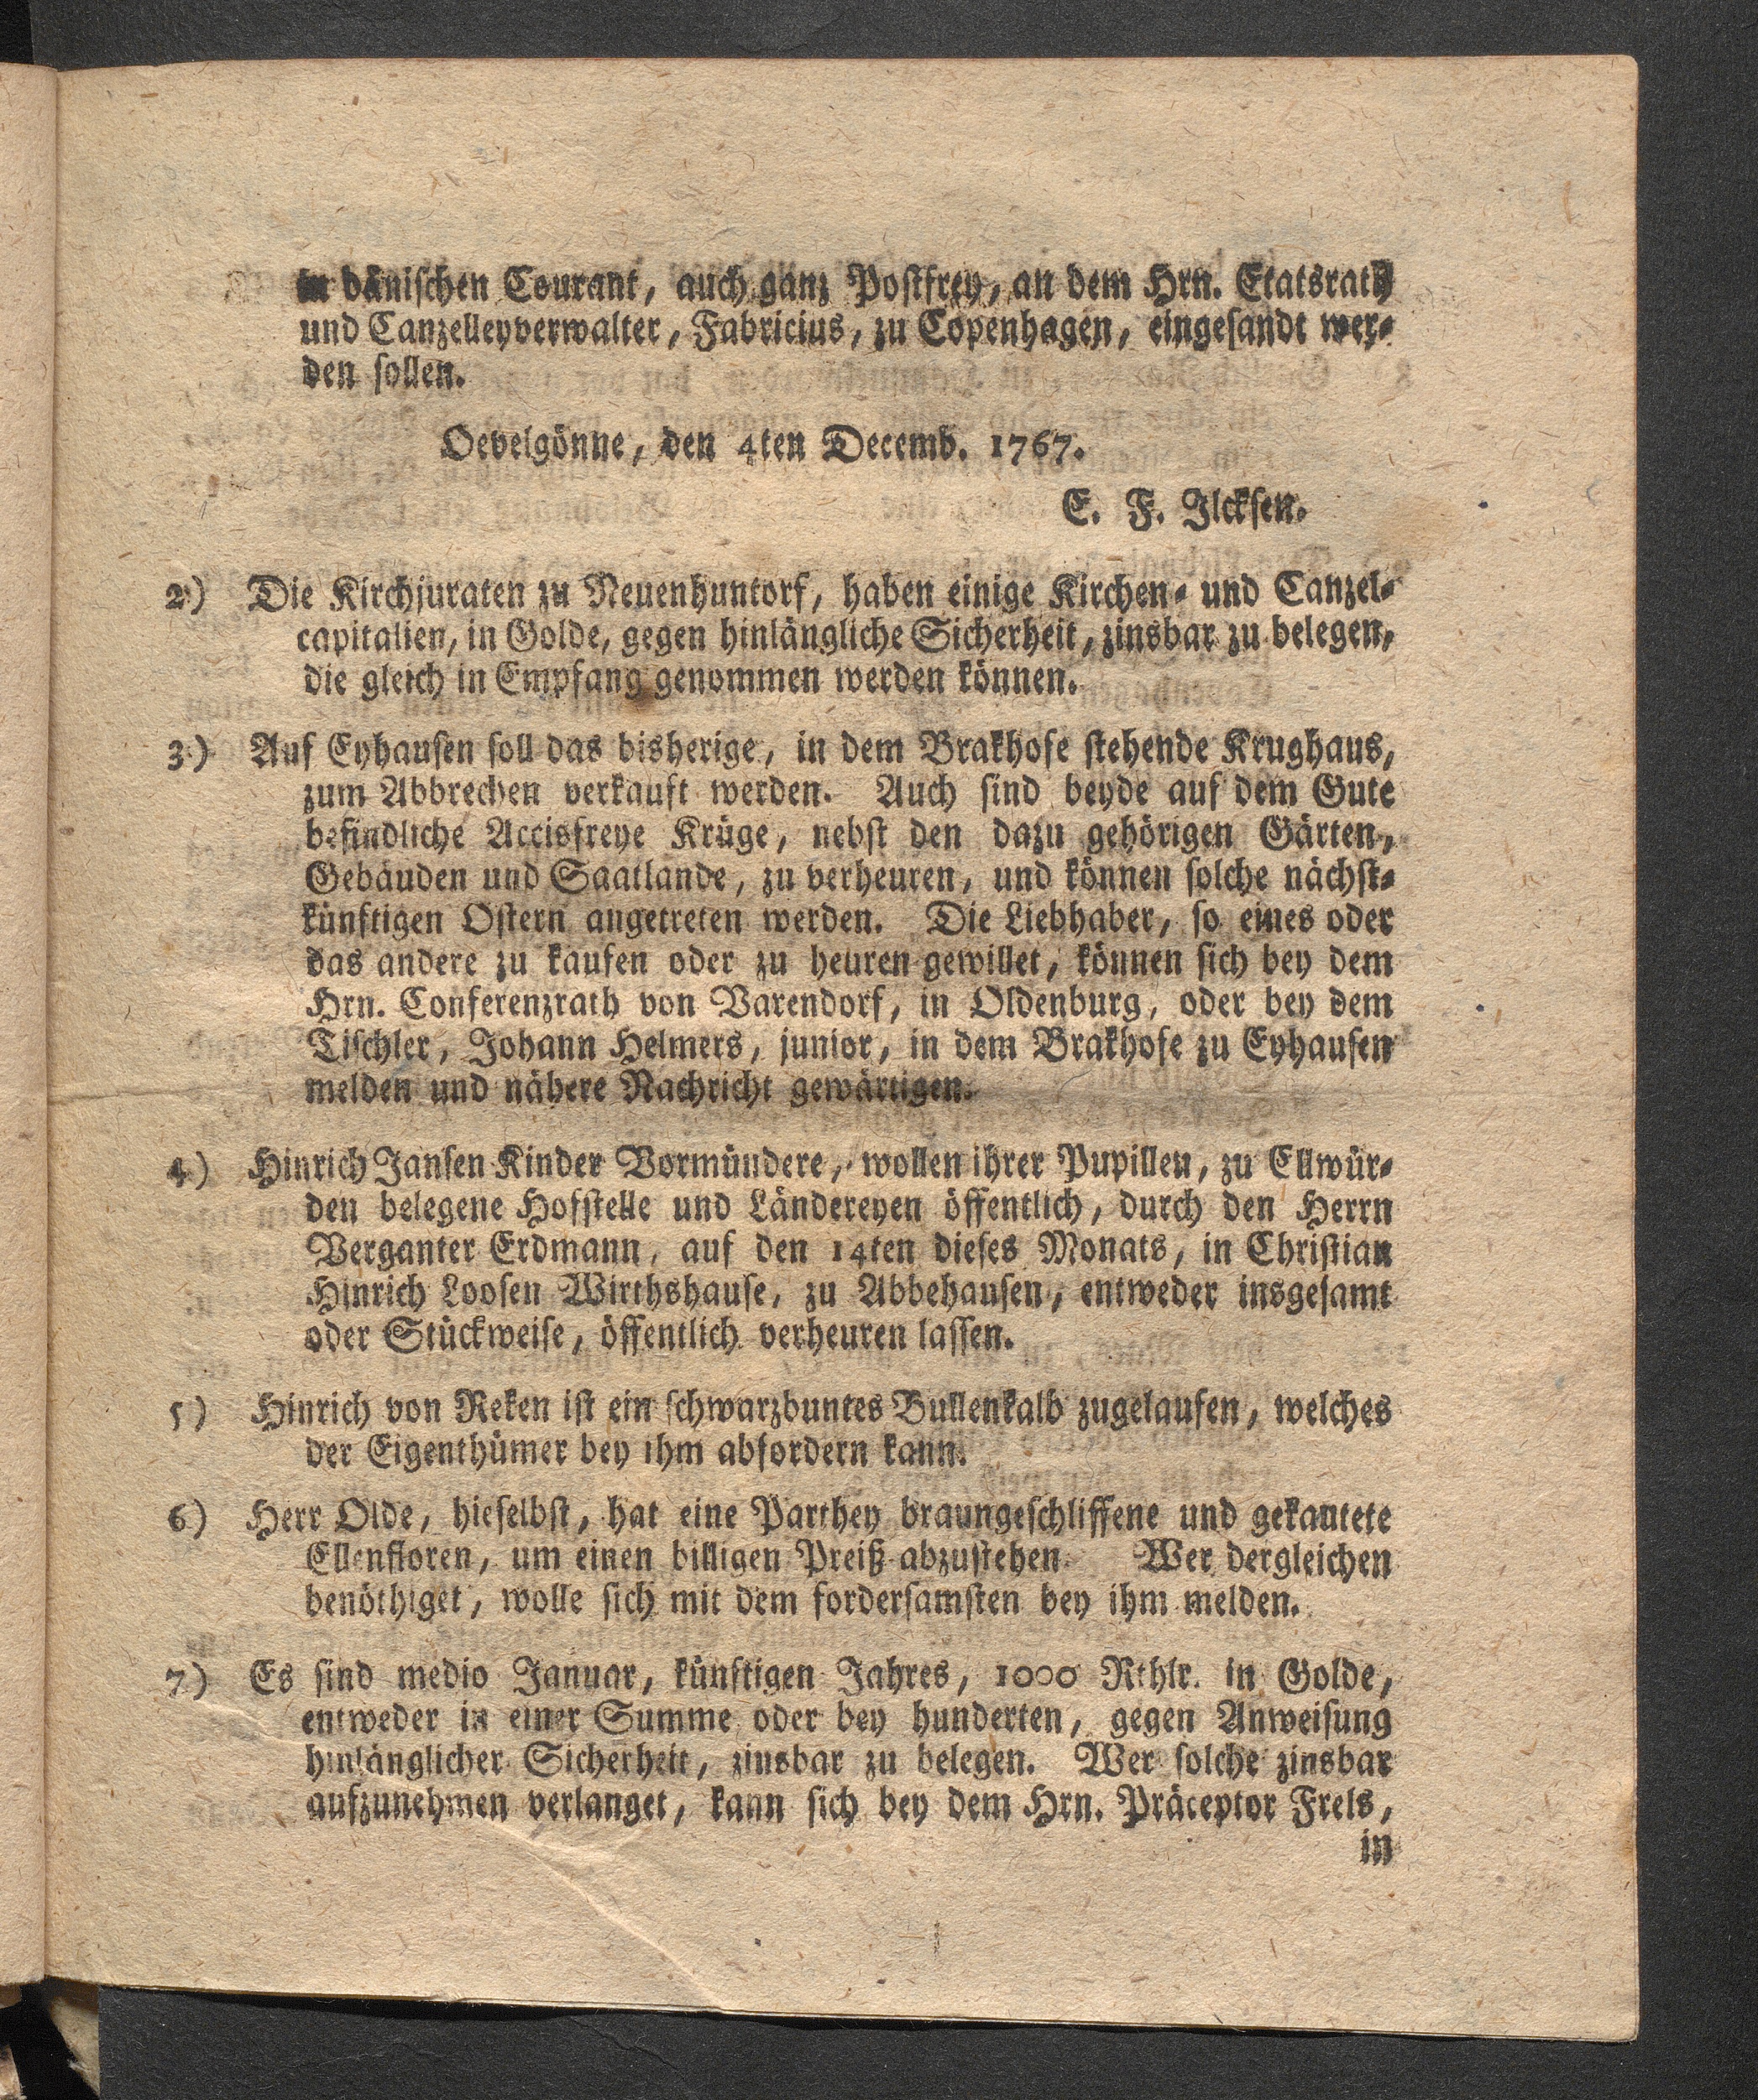 in dänischen Courant, auch ganz Postfrey, an dem Hrn. Etatsrath
und Canzelleyverwalter, Fabricius, zu Copenhagen, eingesandt wer-
den sollen.
Oevelgönne, den 4ten Decemb. 1767.
E. F. Ilcksen.
2) Die Kirchjuraten zu Neuenhuntorf, haben einige Kirchen- und Canzel-
capitalien, in Golde, gegen hinlängliche Sicherheit, zinsbar zu belegen,
die gleich in Empfang genommen werden können.
3) Auf Eyhausen soll das bisherige, in dem Brakhofe stehende Krughaus,
zum Abbrechen verkauft werden. Auch sind beyde auf dem Gute
befindliche Accisfreye Krüge, nebst den dazu gehörigen Gärten,
Gebäuden und Saatlande, zu verheuren, und können solche nächst-
künftigen Ostern angetreten werden. Die Liebhaber, so eines oder
das andere zu kaufen oder zu heuren gewillet, können sich bey dem
Hrn. Conferenzrath von Varendorf, in Oldenburg, oder bey dem
Tischler, Johann Helmers, junior, in dem Brakhofe zu Eyhausen
melden und nähere Nachricht gewärtigen.
4) Hinrich Jansen Kinder Vormündere, wollen ihrer Pupillen, zu Ellwür-
den belegene Hofstelle und Ländereyen öffentlich, durch den Herrn
Verganter Erdmann, auf den 14ten dieses Monats, in Christian
Hinrich Loosen Wirthshause, zu Abbehausen, entweder insgesamt
oder Stückweise, öffentlich verheuren lassen.
5) Hinrich von Reken ist ein schwarzbuntes Bullenkalb zugelaufen, welches
der Eigenthümer bey ihm abfordern kann.
6) Herr Olde, hieselbst, hat eine Parthey braungeschliffene und gekantete
Ellenfloren, um einen billigen Preiß abzustehen. Wer dergleichen
benöthiget, wolle sich mit dem fordersamsten bey ihm melden.
7) Es sind medio Januar, künftigen Jahres, 1000 Rthlr. in Golde,
entweder in einer Summe oder bey hunderten, gegen Anweisung
hinlänglicher Sicherheit, zinsbar zu belegen. Wer solche zinsbar
aufzunehmen verlanget, kann sich bey dem Hrn. Präceptor Frels,
in